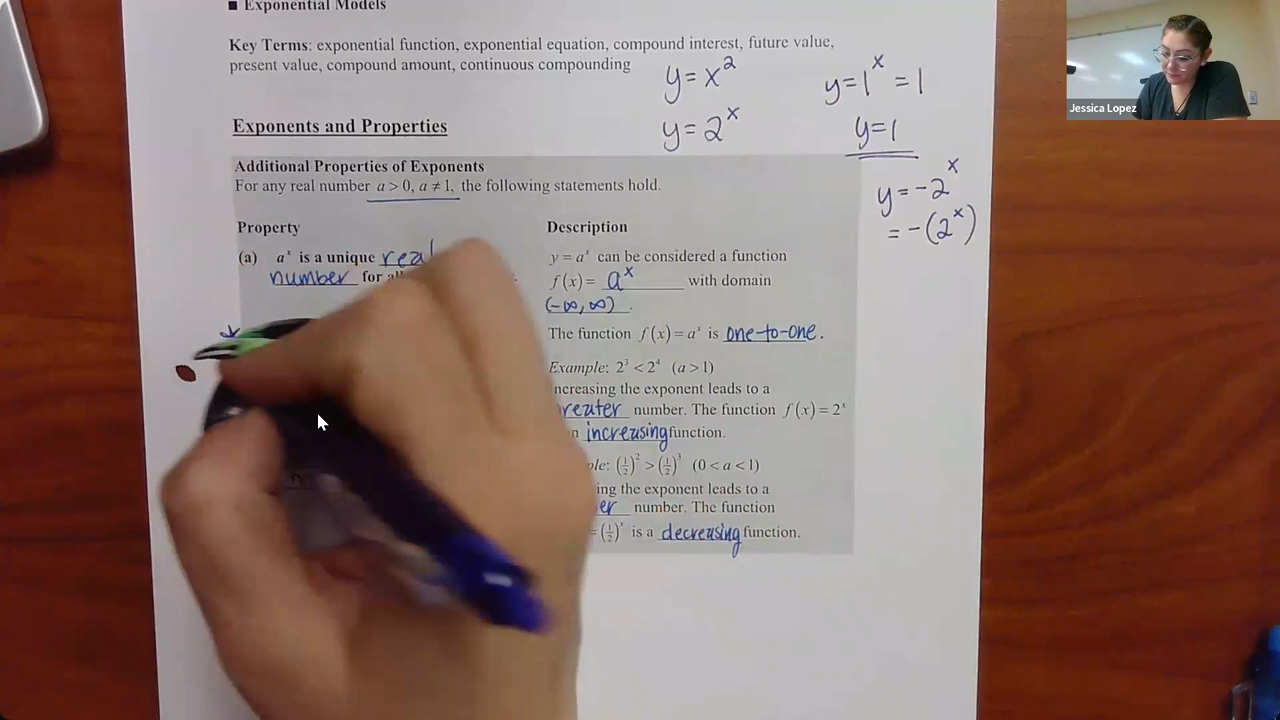 ■ Exponential Models
Key Terms: exponential function, exponential equation, compound interest, future value,
present value, compound amount, continuous compounding
y = x²
y = 2ˣ
y = 1ˣ = 1
y = 1
y = -2ˣ
= -(2ˣ)
Jessica Lopez
Exponents and Properties
Additional Properties of Exponents
For any real number a > 0, a ≠ 1, the following statements hold.
Property
(a) aˣ is a unique real
number for
Description
y = aˣ can be considered a function
f(x) = aˣ with domain
(-∞, ∞).
The function f(x) = aˣ is one-to-one.
Example: 2³ < 2⁴ (a > 1)
ncreasing the exponent leads to a
reater number. The function f(x) = 2ˣ
n increasing function.
ple: (1/2)² > (1/2)³ (0 < a < 1)
ing the exponent leads to a
er number. The function
= (1/2)ˣ is a decreasing function.